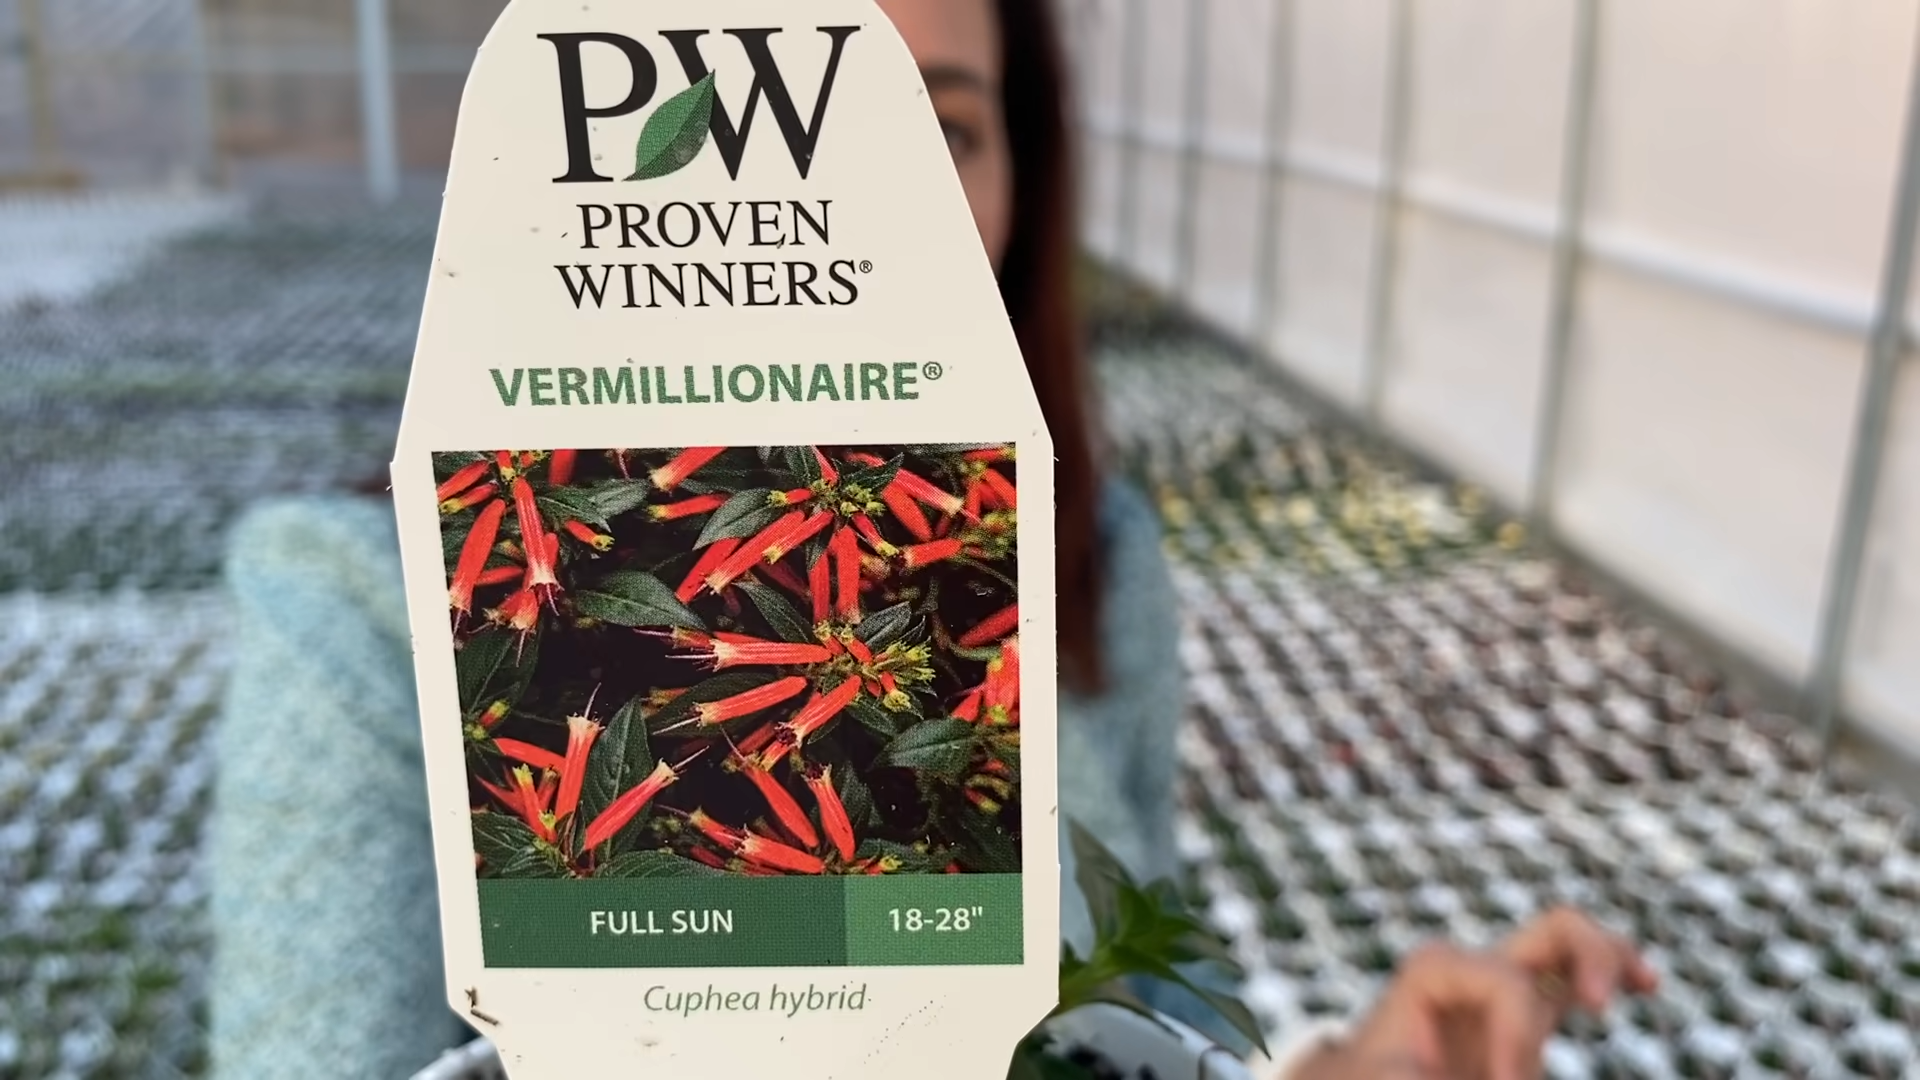 PW
PROVEN
WINNERS®
VERMILLIONAIRE®
FULL SUN
18-28"
Cuphea hybrid